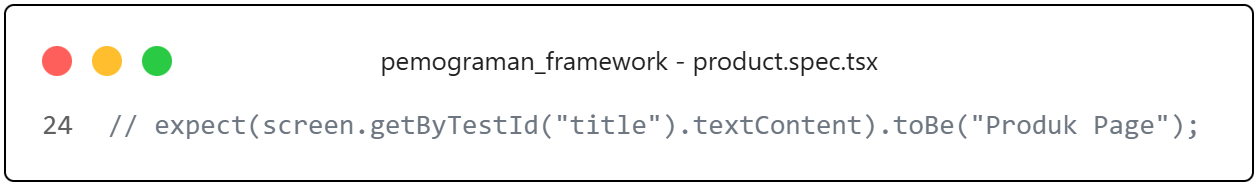 pemograman_framework - product.spec.tsx
24 // expect(screen.getByTestId("title").textContent).toBe("Produk Page");